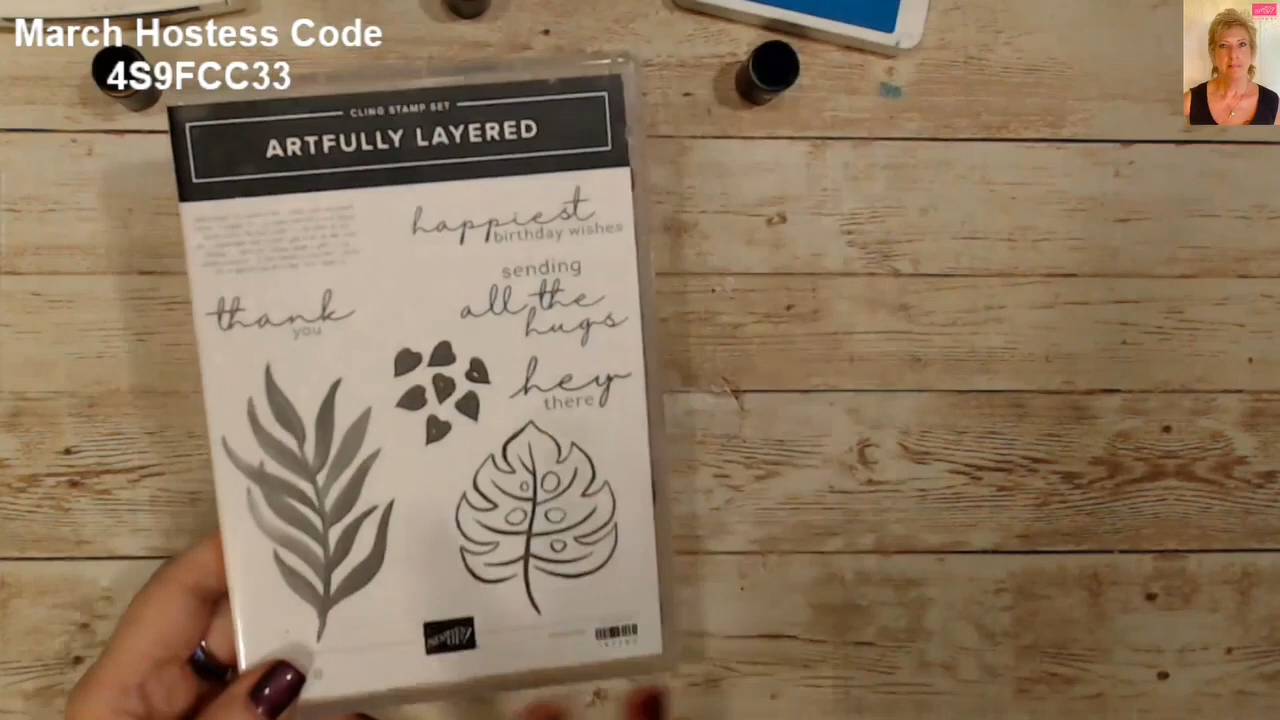 March Hostess Code
4S9FCC33
CLING STAMP SET
ARTFULLY LAYERED
happiest
birthday wishes
sending
all the
hugs
thank
you
hey
there